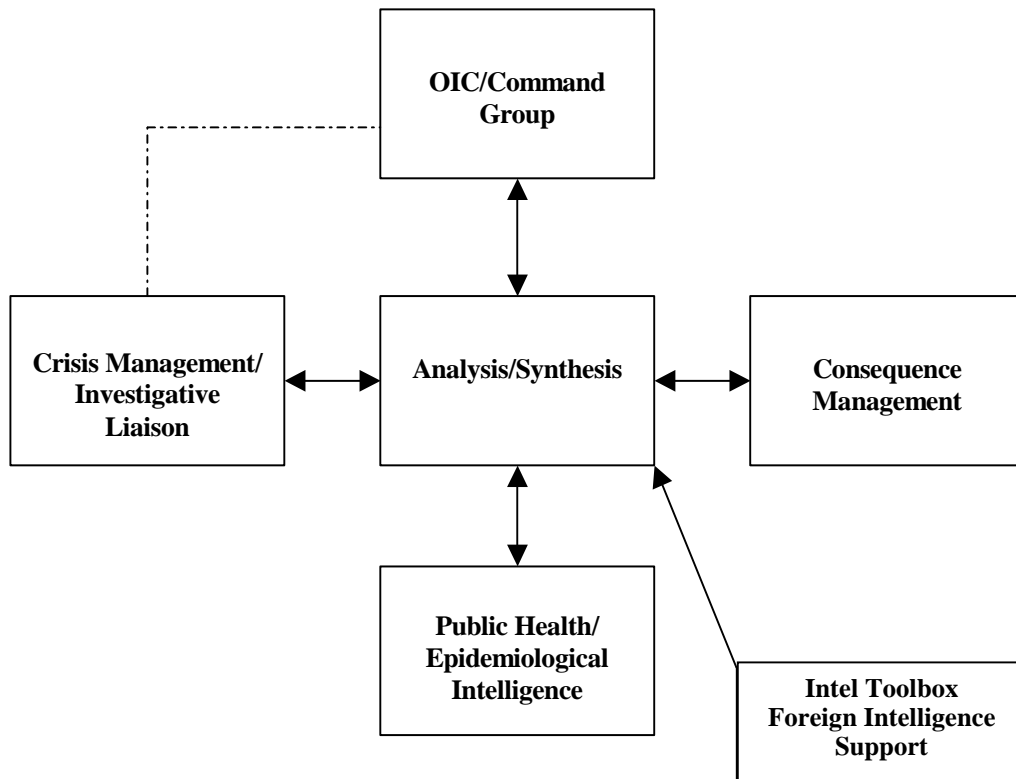 OIC/Command
Group
Crisis Management/
Investigative
Liaison
Analysis/Synthesis
Consequence
Management
Public Health/
Epidemiological
Intelligence
Intel Toolbox
Foreign Intelligence
Support